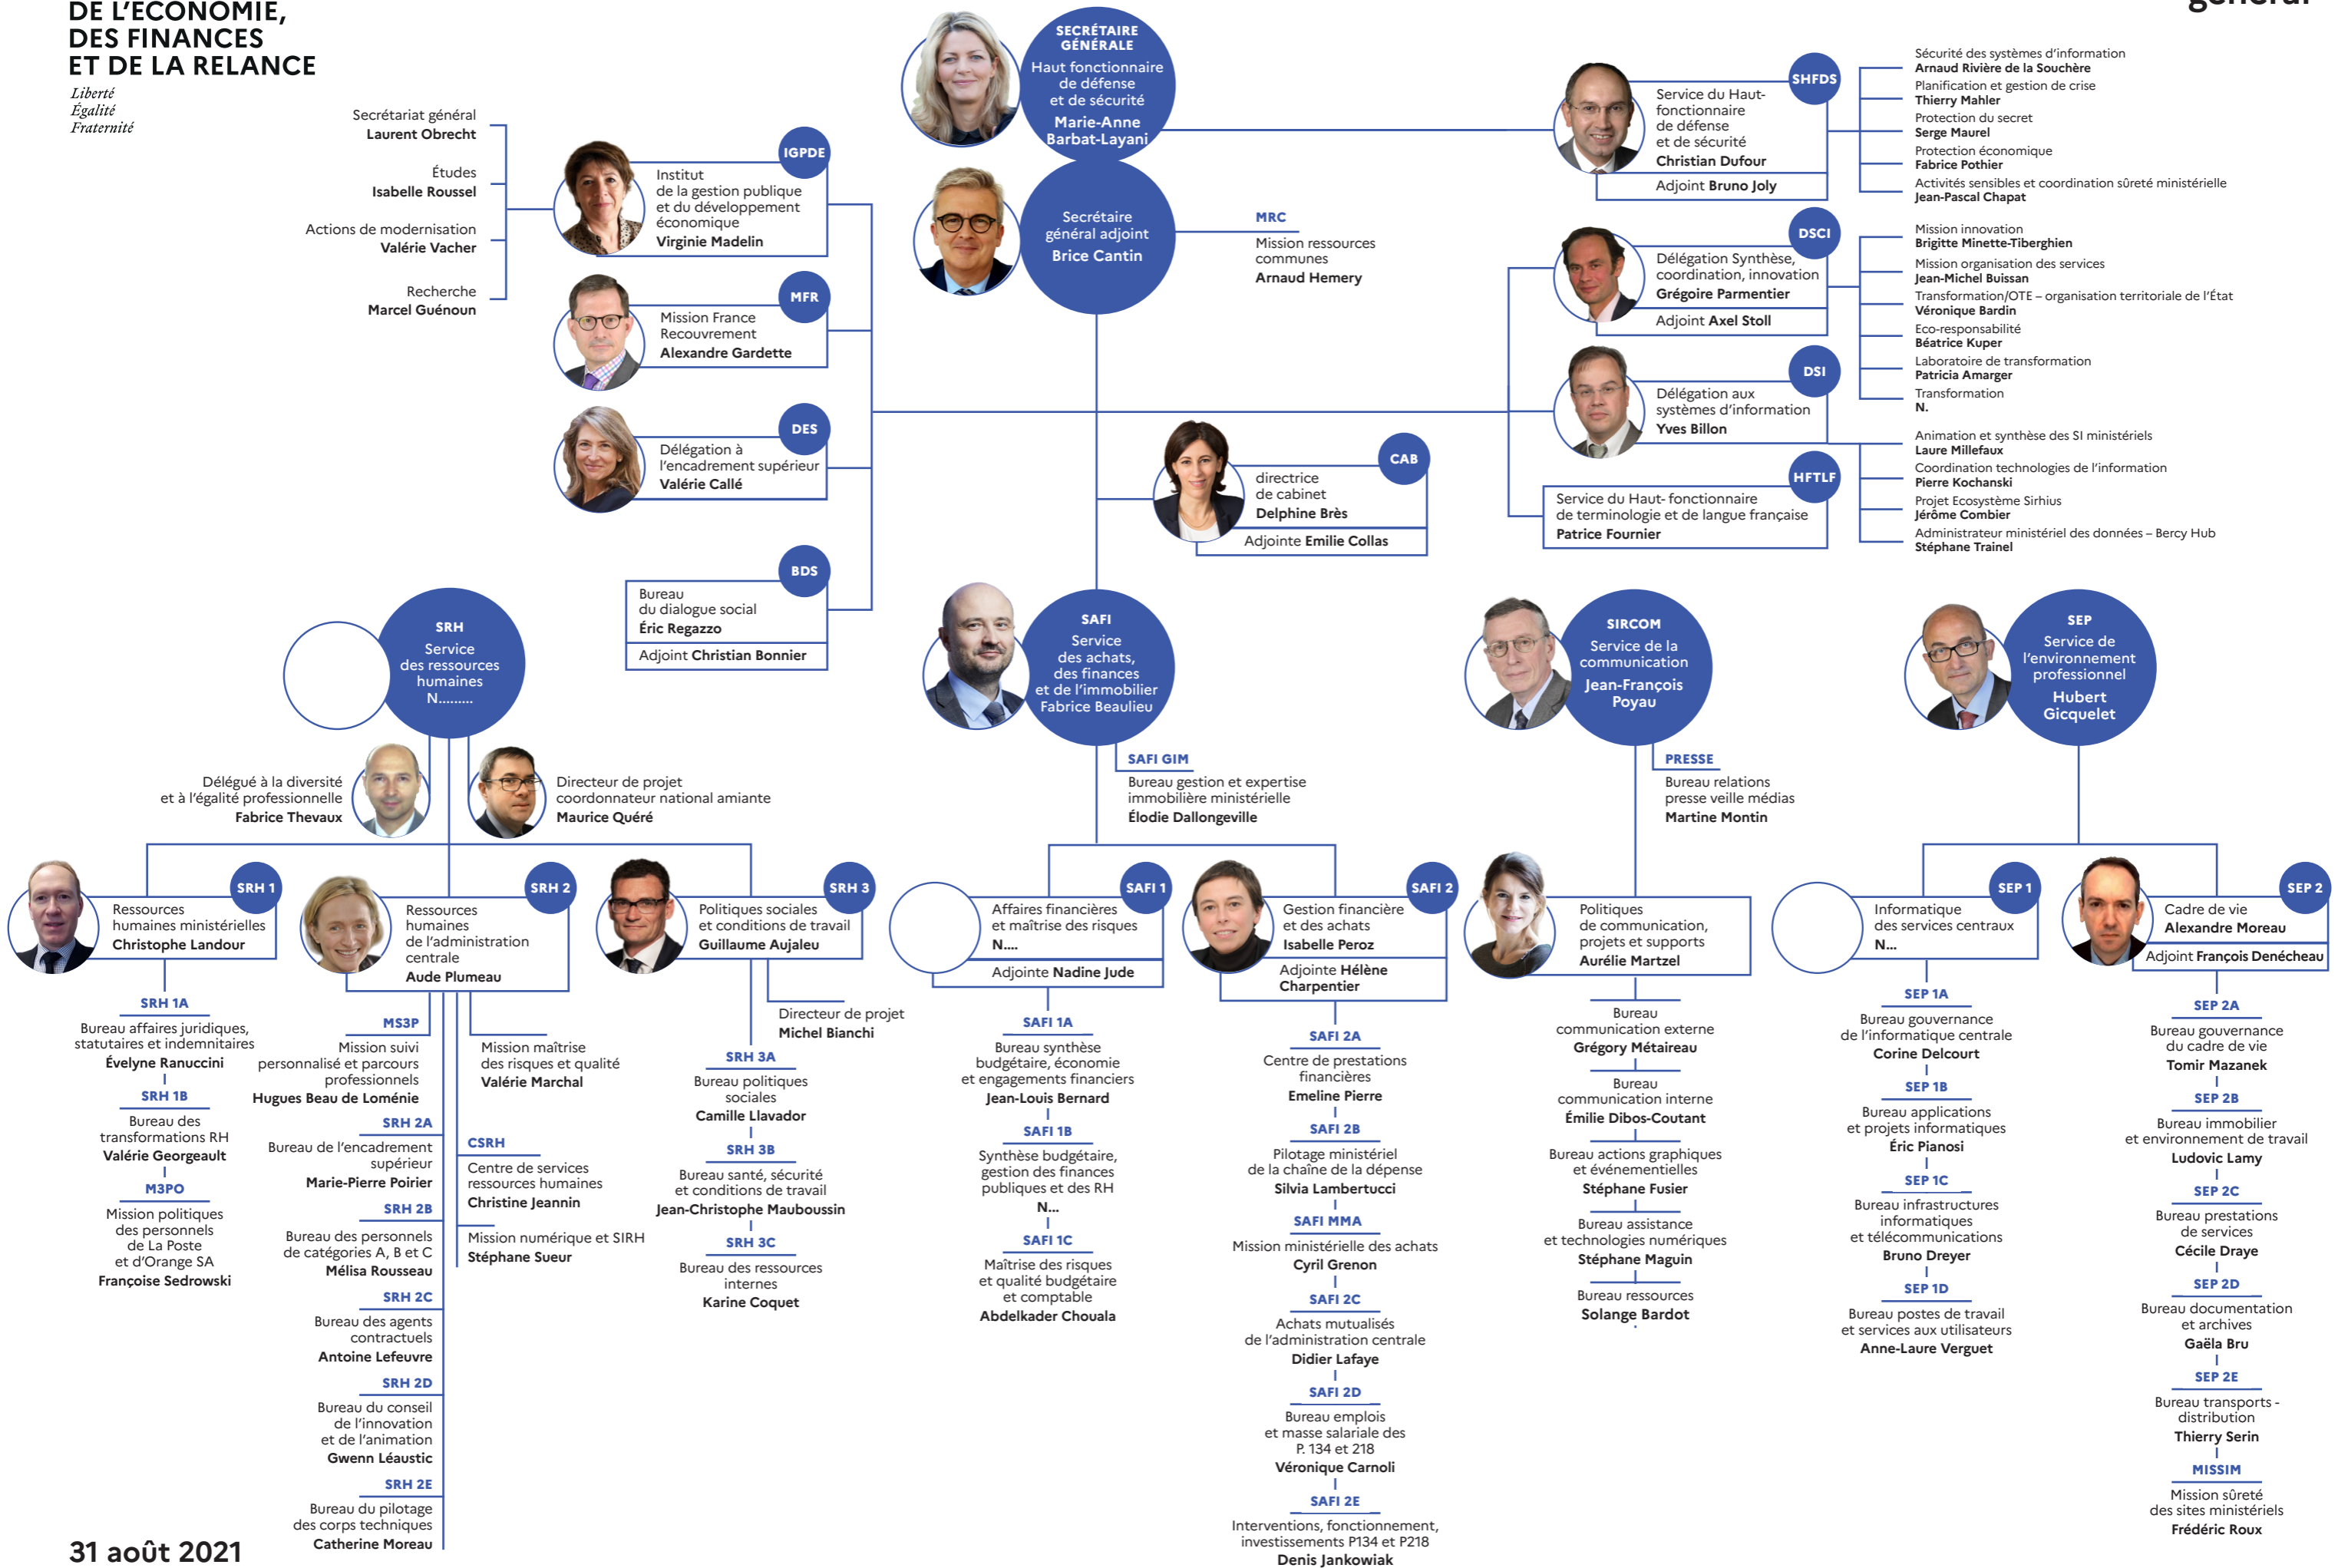 DE L’ÉCONOMIE,
DES FINANCES
ET DE LA RELANCE
Liberté
Égalité
Fraternité
général
SECRÉTAIRE
GÉNÉRALE
Haut fonctionnaire
de défense
et de sécurité
Marie-Anne
Barbat-Layani
Secrétaire
général adjoint
Brice Cantin
MRC
Mission ressources
communes
Arnaud Hemery
Secrétariat général
Laurent Obrecht
Études
Isabelle Roussel
Actions de modernisation
Valérie Vacher
Recherche
Marcel Guénoun
IGPDE
Institut
de la gestion publique
et du développement
économique
Virginie Madelin
MFR
Mission France
Recouvrement
Alexandre Gardette
DES
Délégation à
l’encadrement supérieur
Valérie Callé
BDS
Bureau
du dialogue social
Éric Regazzo
Adjoint Christian Bonnier
CAB
directrice
de cabinet
Delphine Brès
Adjointe Emilie Collas
SHFDS
Service du Haut-
fonctionnaire
de défense
et de sécurité
Christian Dufour
Adjoint Bruno Joly
Sécurité des systèmes d’information
Arnaud Rivière de la Souchère
Planification et gestion de crise
Thierry Mahler
Protection du secret
Serge Maurel
Protection économique
Fabrice Pothier
Activités sensibles et coordination sûreté ministérielle
Jean-Pascal Chapat
DSCI
Délégation Synthèse,
coordination, innovation
Grégoire Parmentier
Adjoint Axel Stoll
Mission innovation
Brigitte Minette-Tiberghien
Mission organisation des services
Jean-Michel Buissan
Transformation/OTE – organisation territoriale de l’État
Véronique Bardin
Eco-responsabilité
Béatrice Kuper
Laboratoire de transformation
Patricia Amarger
Transformation
N.
DSI
Délégation aux
systèmes d’information
Yves Billon
Animation et synthèse des SI ministériels
Laure Millefaux
Coordination technologies de l’information
Pierre Kochanski
Projet Ecosystème Sirhius
Jérôme Combier
Administrateur ministériel des données – Bercy Hub
Stéphane Trainel
HFTLF
Service du Haut- fonctionnaire
de terminologie et de langue française
Patrice Fournier
SRH
Service
des ressources
humaines
N.........
Délégué à la diversité
et à l’égalité professionnelle
Fabrice Thevaux
Directeur de projet
coordonnateur national amiante
Maurice Quéré
SRH 1
Ressources
humaines ministérielles
Christophe Landour
SRH 1A
Bureau affaires juridiques,
statutaires et indemnitaires
Évelyne Ranuccini
SRH 1B
Bureau des
transformations RH
Valérie Georgeault
M3PO
Mission politiques
des personnels
de La Poste
et d’Orange SA
Françoise Sedrowski
SRH 2
Ressources
humaines
de l’administration
centrale
Aude Plumeau
MS3P
Mission suivi
personnalisé et parcours
professionnels
Hugues Beau de Loménie
SRH 2A
Bureau de l’encadrement
supérieur
Marie-Pierre Poirier
SRH 2B
Bureau des personnels
de catégories A, B et C
Mélisa Rousseau
SRH 2C
Bureau des agents
contractuels
Antoine Lefeuvre
SRH 2D
Bureau du conseil
de l’innovation
et de l’animation
Gwenn Léaustic
SRH 2E
Bureau du pilotage
des corps techniques
Catherine Moreau
Mission maîtrise
des risques et qualité
Valérie Marchal
CSRH
Centre de services
ressources humaines
Christine Jeannin
Mission numérique et SIRH
Stéphane Sueur
SRH 3
Politiques sociales
et conditions de travail
Guillaume Aujaleu
Directeur de projet
Michel Bianchi
SRH 3A
Bureau politiques
sociales
Camille Llavador
SRH 3B
Bureau santé, sécurité
et conditions de travail
Jean-Christophe Mauboussin
SRH 3C
Bureau des ressources
internes
Karine Coquet
SAFI
Service
des achats,
des finances
et de l’immobilier
Fabrice Beaulieu
SAFI GIM
Bureau gestion et expertise
immobilière ministérielle
Élodie Dallongeville
SAFI 1
Affaires financières
et maîtrise des risques
N....
Adjointe Nadine Jude
SAFI 1A
Bureau synthèse
budgétaire, économie
et engagements financiers
Jean-Louis Bernard
SAFI 1B
Synthèse budgétaire,
gestion des finances
publiques et des RH
N...
SAFI 1C
Maîtrise des risques
et qualité budgétaire
et comptable
Abdelkader Chouala
SAFI 2
Gestion financière
et des achats
Isabelle Peroz
Adjointe Hélène
Charpentier
SAFI 2A
Centre de prestations
financières
Emeline Pierre
SAFI 2B
Pilotage ministériel
de la chaîne de la dépense
Silvia Lambertucci
SAFI MMA
Mission ministérielle des achats
Cyril Grenon
SAFI 2C
Achats mutualisés
de l’administration centrale
Didier Lafaye
SAFI 2D
Bureau emplois
et masse salariale des
P. 134 et 218
Véronique Carnoli
SAFI 2E
Interventions, fonctionnement,
investissements P134 et P218
Denis Jankowiak
SIRCOM
Service de la
communication
Jean-François
Poyau
PRESSE
Bureau relations
presse veille médias
Martine Montin
Politiques
de communication,
projets et supports
Aurélie Martzel
Bureau
communication externe
Grégory Métaireau
Bureau
communication interne
Émilie Dibos-Coutant
Bureau actions graphiques
et événementielles
Stéphane Fusier
Bureau assistance
et technologies numériques
Stéphane Maguin
Bureau ressources
Solange Bardot
SEP
Service de
l’environnement
professionnel
Hubert
Gicquelet
SEP 1
Informatique
des services centraux
N...
SEP 1A
Bureau gouvernance
de l’informatique centrale
Corine Delcourt
SEP 1B
Bureau applications
et projets informatiques
Éric Pianosi
SEP 1C
Bureau infrastructures
informatiques
et télécommunications
Bruno Dreyer
SEP 1D
Bureau postes de travail
et services aux utilisateurs
Anne-Laure Verguet
SEP 2
Cadre de vie
Alexandre Moreau
Adjoint François Denécheau
SEP 2A
Bureau gouvernance
du cadre de vie
Tomir Mazanek
SEP 2B
Bureau immobilier
et environnement de travail
Ludovic Lamy
SEP 2C
Bureau prestations
de services
Cécile Draye
SEP 2D
Bureau documentation
et archives
Gaëla Bru
SEP 2E
Bureau transports -
distribution
Thierry Serin
MISSIM
Mission sûreté
des sites ministériels
Frédéric Roux
31 août 2021